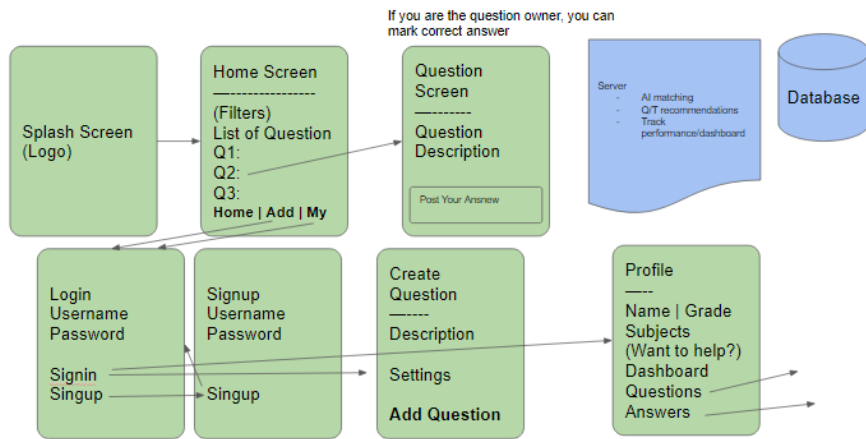 If you are the question owner, you can
mark correct answer
Splash Screen
(Logo)
Home Screen
—----------------
(Filters)
List of Question
Q1:
Q2:
Q3:
Home | Add | My
Question
Screen
—-------
Question
Description
Post Your Ansnew
Server
- AI matching
- Q/T recommendations
- Track
performance/dashboard
Database
Login
Username
Password
Signin
Singup
Signup
Username
Password
Singup
Create
Question
—----
Description
Settings
Add Question
Profile
—--
Name | Grade
Subjects
(Want to help?)
Dashboard
Questions
Answers